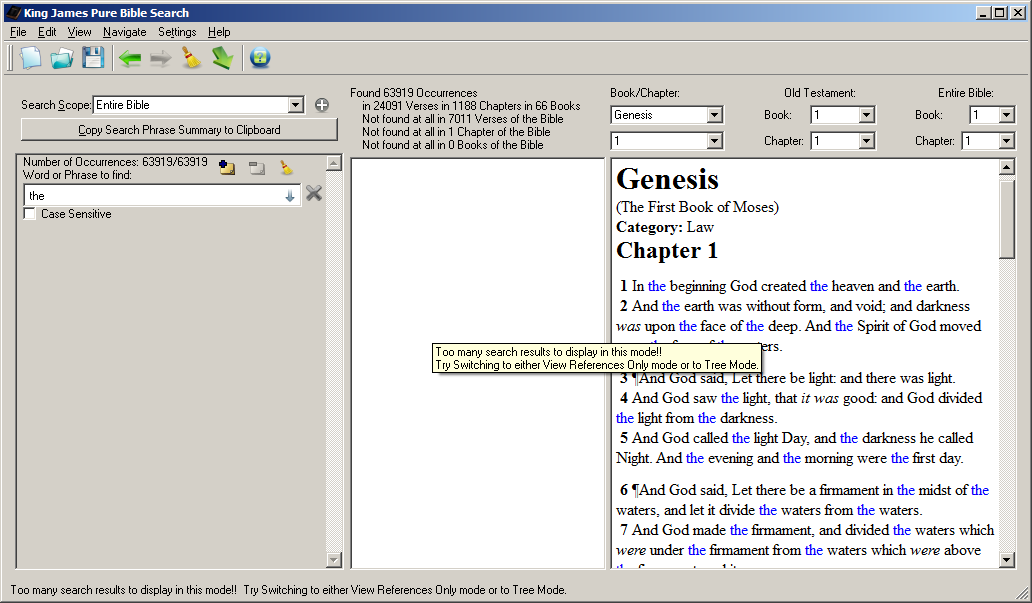 King James Pure Bible Search
File Edit View Navigate Settings Help
Search Scope: Entire Bible
Copy Search Phrase Summary to Clipboard
Number of Occurrences: 63919/63919
Word or Phrase to find:
the
Case Sensitive
Found 63919 Occurrences
in 24091 Verses in 1188 Chapters in 66 Books
Not found at all in 7011 Verses of the Bible
Not found at all in 1 Chapter of the Bible
Not found at all in 0 Books of the Bible
Book/Chapter: Old Testament: Entire Bible:
Genesis Book: 1 Book: 1
1 Chapter: 1 Chapter: 1
Genesis
(The First Book of Moses)
Category: Law
Chapter 1
1 In the beginning God created the heaven and the earth.
2 And the earth was without form, and void; and darkness
was upon the face of the deep. And the Spirit of God moved
Too many search results to display in this mode!!
Try Switching to either View References Only mode or to Tree Mode.
3 ¶And God said, Let there be light: and there was light.
4 And God saw the light, that it was good: and God divided
the light from the darkness.
5 And God called the light Day, and the darkness he called
Night. And the evening and the morning were the first day.
6 ¶And God said, Let there be a firmament in the midst of the
waters, and let it divide the waters from the waters.
7 And God made the firmament, and divided the waters which
were under the firmament from the waters which were above
Too many search results to display in this mode!! Try Switching to either View References Only mode or to Tree Mode.